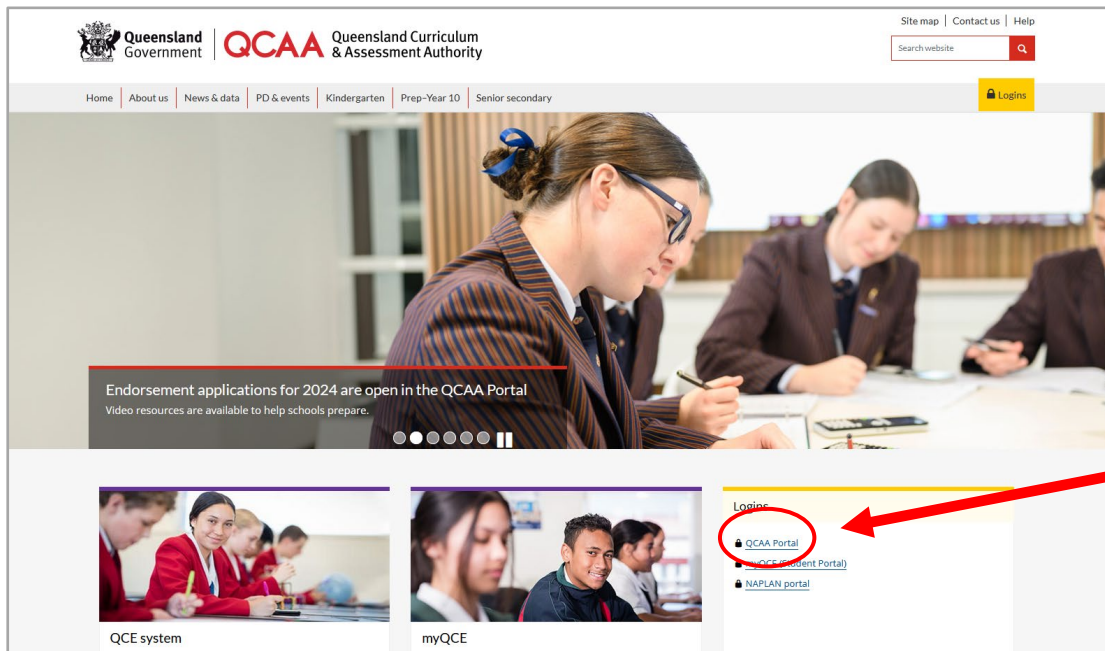 Site map | Contact us | Help
Queensland Government
QCAA
Queensland Curriculum
& Assessment Authority
Search website
Home | About us | News & data | PD & events | Kindergarten | Prep–Year 10 | Senior secondary
Logins
Endorsement applications for 2024 are open in the QCAA Portal
Video resources are available to help schools prepare.
Logins
QCAA Portal
myQCE (Student Portal)
NAPLAN portal
QCE system
myQCE